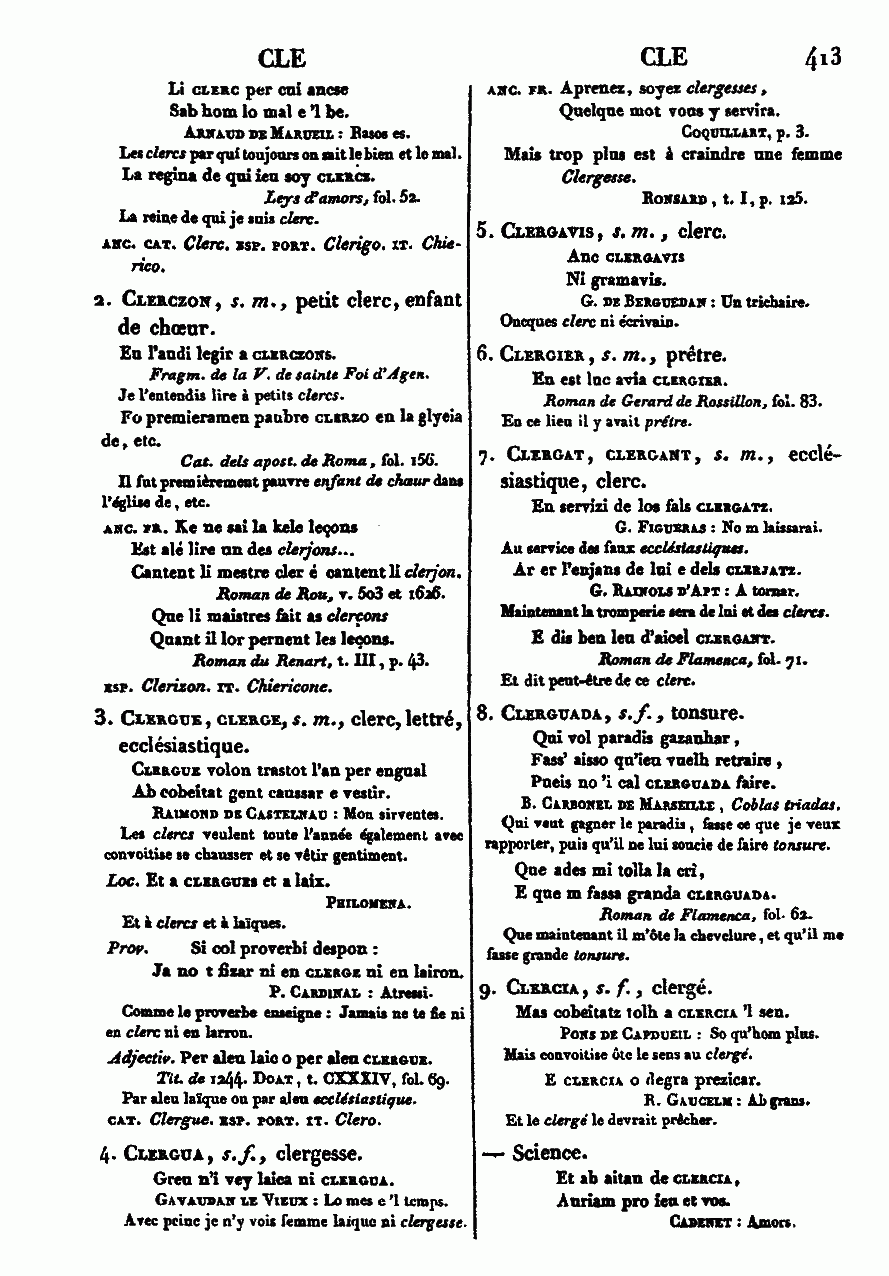 CLE
CLE 413
Li CLERC per cui ancse
Sab hom lo mal e 'l be.
ARNAUD DE MARUEIL : Rasos es.
Les clercs par qui toujours on sait le bien et le mal.
La regina de qui ieu soy CLERCX.
Leys d'amors, fol. 52.
La reine de qui je suis clerc.
ANC. CAT. Clerc. ESP. PORT. Clerigo. IT. Chie-
rico.
2. CLERCZON, s. m., petit clerc, enfant
de chœur.
En l'audi legir a CLERCZONS.
Fragm. de la V. de sainte Foi d'Agen.
Je l'entendis lire à petits clercs.
Fo premieramen paubre CLERZO en la glyeia
de, etc.
Cat. dels apost. de Roma, fol. 156.
Il fut premièrement pauvre enfant de chœur dans
l'église de, etc.
ANC. FR. Ke ne sai la kele leçons
Est alé lire un des clerjons...
Cantent li mestre cler é cantent li clerjon.
Roman de Rou, v. 503 et 1626.
Que li maistres fait as clerçons
Quant il lor pernent les leçons.
Roman du Renart, t. III, p. 43.
ESP. Clerizon. IT. Chiericone.
3. CLERGUE, CLERGE, s. m., clerc, lettré,
ecclésiastique.
CLERGUE volon trastot l'an per engual
Ab cobeitat gent caussar e vestir.
RAIMOND DE CASTELNAU : Mon sirventes.
Les clercs veulent toute l'année également avec
convoitise se chausser et se vêtir gentiment.
Loc. Et a CLERGUES et a laix.
PHILOMENA.
Et à clercs et à laïques.
Prov. Si col proverbi despon :
Ja no t fizar ni en CLERGE ni en lairon.
P. CARDINAL : Atressi.
Comme le proverbe enseigne : Jamais ne te fie ni
en clerc ni en larron.
Adjectiv. Per aleu laic o per aleu CLERGUE.
Tit. de 1244. DOAT, t. CXXXIV, fol. 69.
Par aleu laïque ou par aleu ecclésiastique.
CAT. Clergue. ESP. PORT. IT. Clero.
4. CLERGUA, s. f., clergesse.
Greu n'i vey laica ni CLERGUA.
GAVAUDAN LE VIEUX : Lo mes e 'l temps.
Avec peine je n'y vois femme laïque ni clergesse.
ANC. FR. Aprenez, soyez clergesses,
Quelque mot vous y servira.
COQUILLART, p. 3.
Mais trop plus est à craindre une femme
Clergesse.
RONSARD, t. I, p. 125.
5. CLERGAVIS, s. m., clerc.
Anc CLERGAVIS
Ni gramavis.
G. DE BERGUEDAN : Un trichaire.
Oncques clerc ni écrivain.
6. CLERGIER, s. m., prêtre.
En est luc avia CLERGIER.
Roman de Gerard de Rossillon, fol. 83.
En ce lieu il y avait prêtre.
7. CLERGAT, CLERGANT, s. m., ecclé-
siastique, clerc.
En servizi de los fals CLERGATZ.
G. FIGUERAS : No m laissarai.
Au service des faux ecclésiastiques.
Ar er l'enjans de lui e dels CLERJATZ.
G. RAINOLS D'APT : A tornar.
Maintenant la tromperie sera de lui et des clercs.
E dis ben leu d'aicel CLERGANT.
Roman de Flamenca, fol. 71.
Et dit peut-être de ce clerc.
8. CLERGUADA, s. f., tonsure.
Qui vol paradis gazanhar,
Fass' aisso qu'ieu vuelh retraire,
Pueis no 'i cal CLERGUADA faire.
B. CARBONEL DE MARSEILLE, Coblas triadas.
Qui veut gagner le paradis, fasse ce que je veux
rapporter, puis qu'il ne lui soucie de faire tonsure.
Que ades mi tolla la cri,
E que m fassa granda CLERGUADA.
Roman de Flamenca, fol. 62.
Que maintenant il m'ôte la chevelure, et qu'il me
fasse grande tonsure.
9. CLERCIA, s. f., clergé.
Mas cobeitatz tolh a CLERCIA 'l sen.
PONS DE CAPDUEIL : So qu'hom plus.
Mais convoitise ôte le sens au clergé.
E CLERCIA o degra prezicar.
R. GAUCELM : Ab grans.
Et le clergé le devrait prêcher.
— Science.
Et ab aitan de CLERCIA,
Auriam pro ieu et vos.
CADENET : Amors.